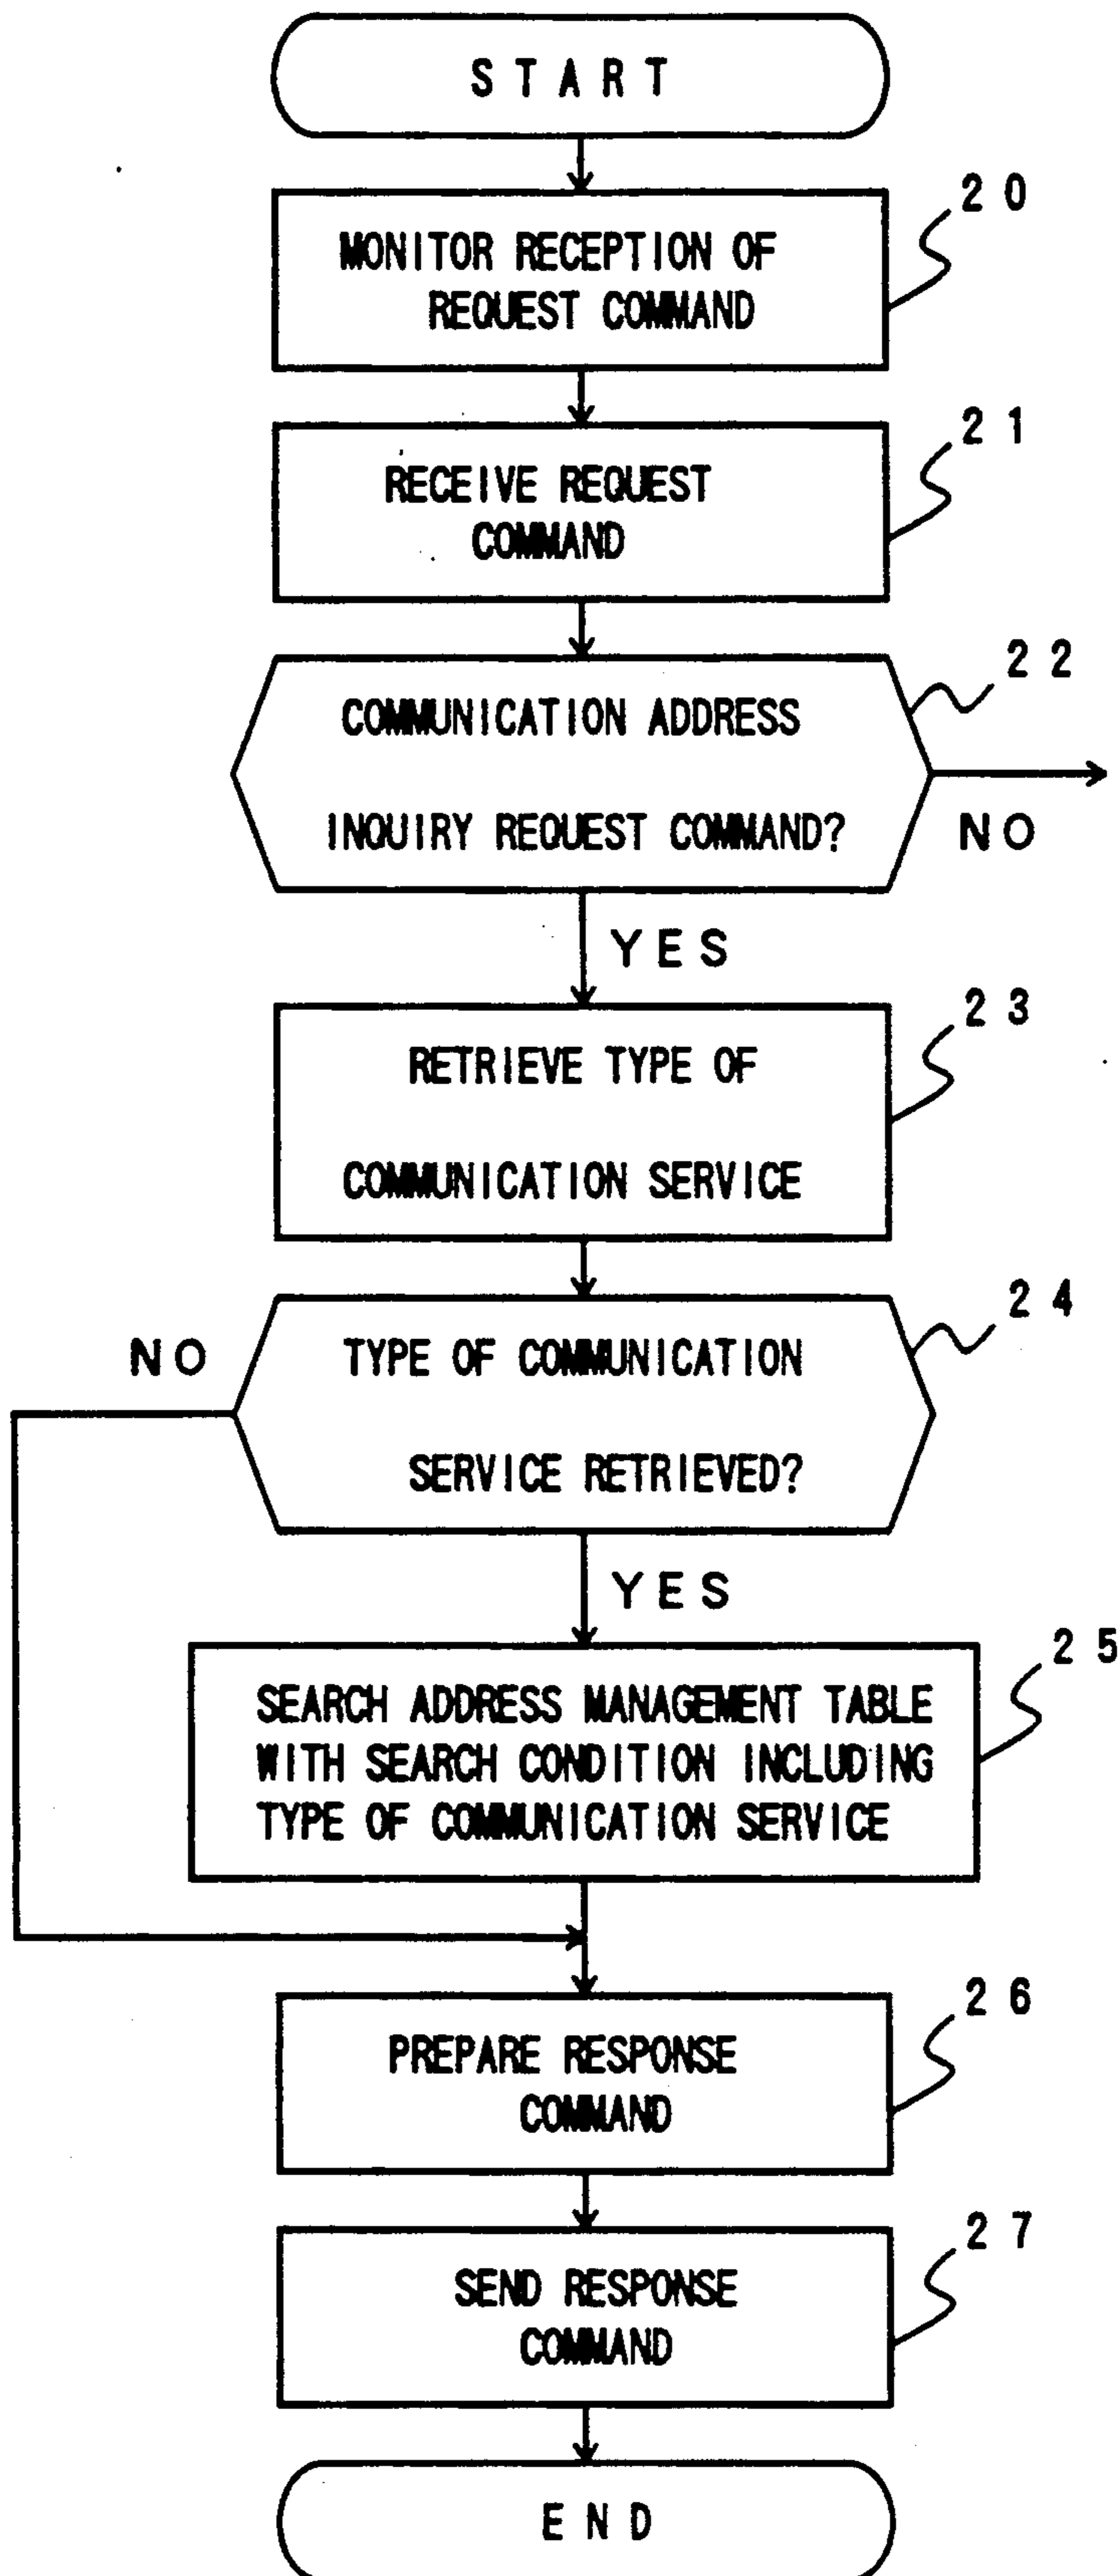 START
20
MONITOR RECEPTION OF
REQUEST COMMAND
21
RECEIVE REQUEST
COMMAND
22
COMMUNICATION ADDRESS
INQUIRY REQUEST COMMAND?
NO
YES
23
RETRIEVE TYPE OF
COMMUNICATION SERVICE
24
NO
TYPE OF COMMUNICATION
SERVICE RETRIEVED?
YES
25
SEARCH ADDRESS MANAGEMENT TABLE
WITH SEARCH CONDITION INCLUDING
TYPE OF COMMUNICATION SERVICE
26
PREPARE RESPONSE
COMMAND
27
SEND RESPONSE
COMMAND
END